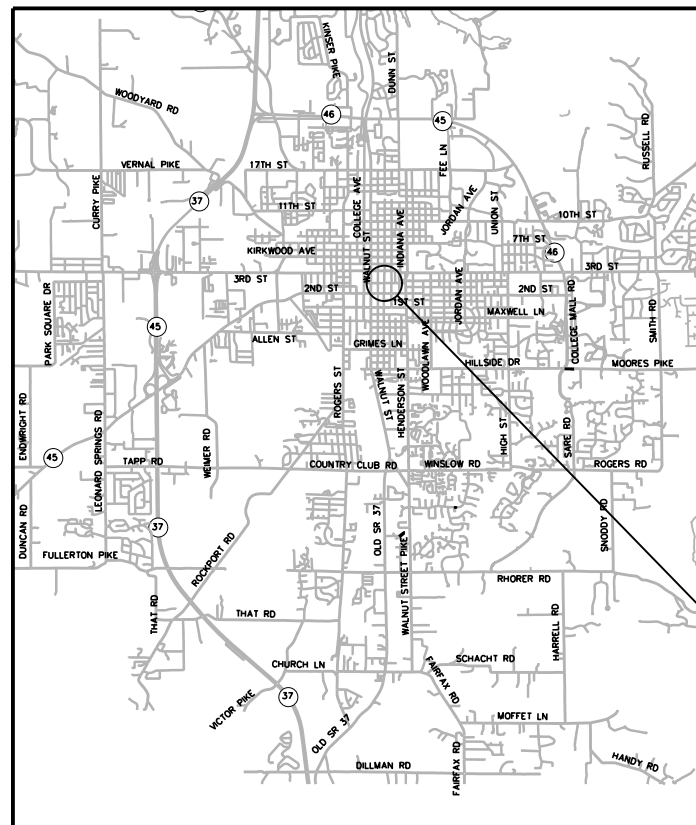 KINSER PIKE
DUNN ST
WOODYARD RD
46
45
FEE LN
RUSSELL RD
VERNAL PIKE
17TH ST
CURRY PIKE
37
11TH ST
COLLEGE AVE
INDIANA AVE
JORDAN AVE
UNION ST
10TH ST
KIRKWOOD AVE
WALNUT ST
7TH ST
46
3RD ST
3RD ST
PARK SQUARE DR
2ND ST
1ST ST
JORDAN AVE
2ND ST
MAXWELL LN
COLLEGE MALL RD
SMITH RD
45
ALLEN ST
GRIMES LN
WOODLAWN AVE
HILLSIDE DR
MOORES PIKE
ENDWRIGHT RD
ROGERS ST
WALNUT ST
HENDERSON ST
HIGH ST
SARE RD
45
LEONARD SPRINGS RD
TAPP RD
WEIMER RD
COUNTRY CLUB RD
WINSLOW RD
ROGERS RD
DUNCAN RD
37
OLD SR 37
SNODDY RD
FULLERTON PIKE
ROCKPORT RD
WALNUT STREET PIKE
RHORER RD
THAT RD
THAT RD
HARRELL RD
CHURCH LN
FAIRFAX RD
SCHACHT RD
VICTOR PIKE
37
OLD SR 37
MOFFET LN
DILLMAN RD
FAIRFAX RD
HANDY RD